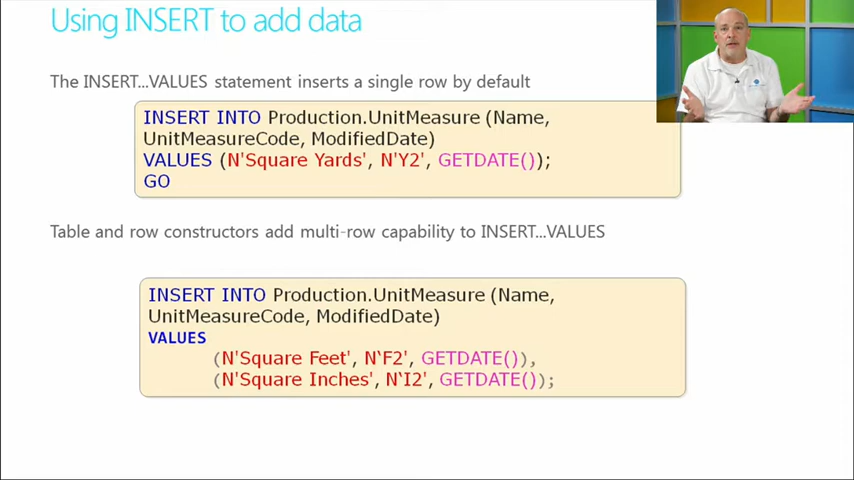 Using INSERT to add data
The INSERT...VALUES statement inserts a single row by default
INSERT INTO Production.UnitMeasure (Name,
UnitMeasureCode, ModifiedDate)
VALUES (N'Square Yards', N'Y2', GETDATE());
GO
Table and row constructors add multi-row capability to INSERT...VALUES
INSERT INTO Production.UnitMeasure (Name,
UnitMeasureCode, ModifiedDate)
VALUES
(N'Square Feet', N‛F2', GETDATE()),
(N'Square Inches', N‛I2', GETDATE());